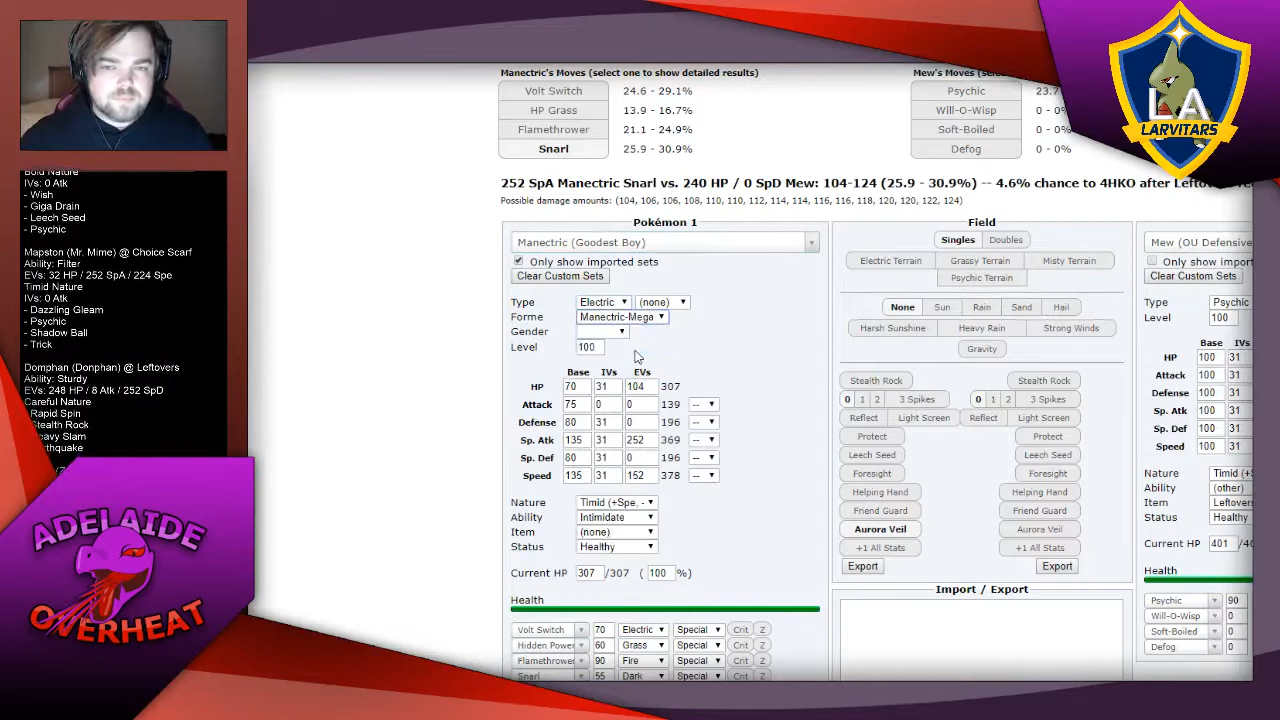 Bold Nature
IVs: 0 Atk
- Wish
- Giga Drain
- Leech Seed
- Psychic
Mapston (Mr. Mime) @ Choice Scarf
Ability: Filter
EVs: 32 HP / 252 SpA / 224 Spe
Timid Nature
IVs: 0 Atk
- Dazzling Gleam
- Psychic
- Shadow Ball
- Trick
Domphan (Donphan) @ Leftovers
Ability: Sturdy
EVs: 248 HP / 8 Atk / 252 SpD
Careful Nature
Rapid Spin
Stealth Rock
ADELAIDE
OVERHEAT
LA
LARVITARS
Manectric's Moves (select one to show detailed results)
Volt Switch 24.6 - 29.1%
HP Grass 13.9 - 16.7%
Flamethrower 21.1 - 24.9%
Snarl 25.9 - 30.9%
Mew's Moves
Psychic 23.7
Will-O-Wisp 0 - 0%
Soft-Boiled 0 - 0%
Defog 0 - 0%
252 SpA Manectric Snarl vs. 240 HP / 0 SpD Mew: 104-124 (25.9 - 30.9%) -- 4.6% chance to 4HKO after
Possible damage amounts: (104, 106, 106, 108, 110, 110, 112, 114, 114, 116, 116, 118, 120, 120, 122, 124)
Pokémon 1
Manectric (Goodest Boy)
Only show imported sets
Clear Custom Sets
Type Electric (none)
Forme Manectric-Mega
Gender
Level 100
Base IVs EVs
HP 70 31 104 307
Attack 75 0 0 139 --
Defense 80 31 0 196 --
Sp. Atk 135 31 252 369 --
Sp. Def 80 31 0 196 --
Speed 135 31 152 378 --
Nature Timid (+Spe, -
Ability Intimidate
Item (none)
Status Healthy
Current HP 307 /307 ( 100 %)
Health
Volt Switch 70 Electric Special Crit Z
Hidden Power 60 Grass Special Crit Z
Flamethrower 90 Fire Special Crit Z
Snarl 55 Dark Special Crit Z
Field
Singles Doubles
Electric Terrain Grassy Terrain Misty Terrain
Psychic Terrain
None Sun Rain Sand Hail
Harsh Sunshine Heavy Rain Strong Winds
Gravity
Stealth Rock Stealth Rock
0 1 2 3 Spikes 0 1 2 3 Spikes
Reflect Light Screen Reflect Light Screen
Protect Protect
Leech Seed Leech Seed
Foresight Foresight
Helping Hand Helping Hand
Friend Guard Friend Guard
Aurora Veil Aurora Veil
+1 All Stats +1 All Stats
Export Export
Import / Export
Mew (OU Defensive
Only show imported sets
Clear Custom Sets
Type Psychic
Level 100
Base IVs
HP 100 31
Attack 100 31
Defense 100 31
Sp. Atk 100 31
Sp. Def 100 31
Speed 100 31
Nature Timid (+S
Ability (other)
Item Leftover
Status Healthy
Current HP 401
Health
Psychic 90
Will-O-Wisp 0
Soft-Boiled 0
Defog 0